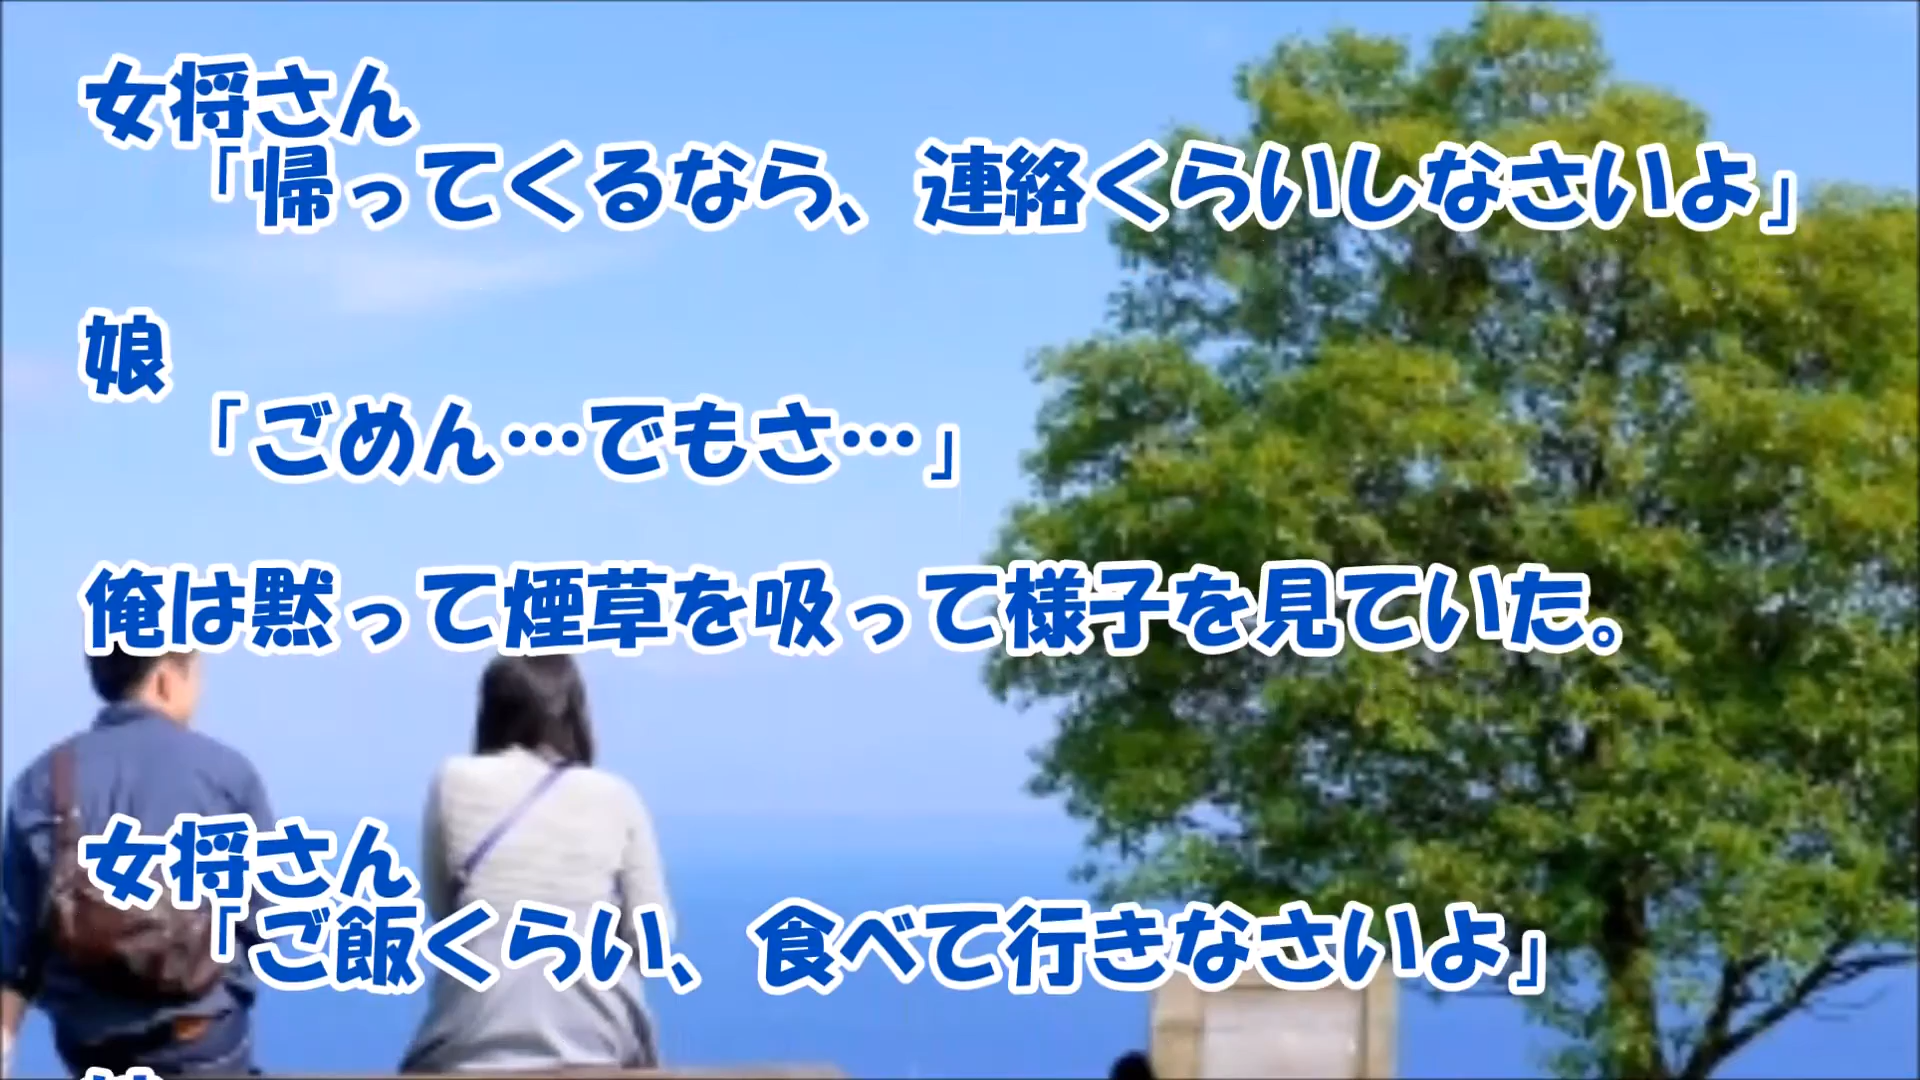 女将さん
「帰ってくるなら、連絡くらいしなさいよ」
娘
「ごめん…でもさ…」
俺は黙って煙草を吸って様子を見ていた。
女将さん
「ご飯くらい、食べて行きなさいよ」